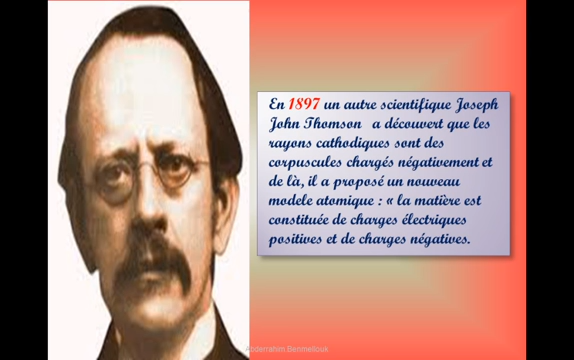 En 1897 un autre scientifique Joseph
John Thomson a découvert que les
rayons cathodiques sont des
corpuscules chargés négativement et
de là, il a proposé un nouveau
modele atomique : « la matière est
constituée de charges électriques
positives et de charges négatives.
Abderrahim Benmellouk